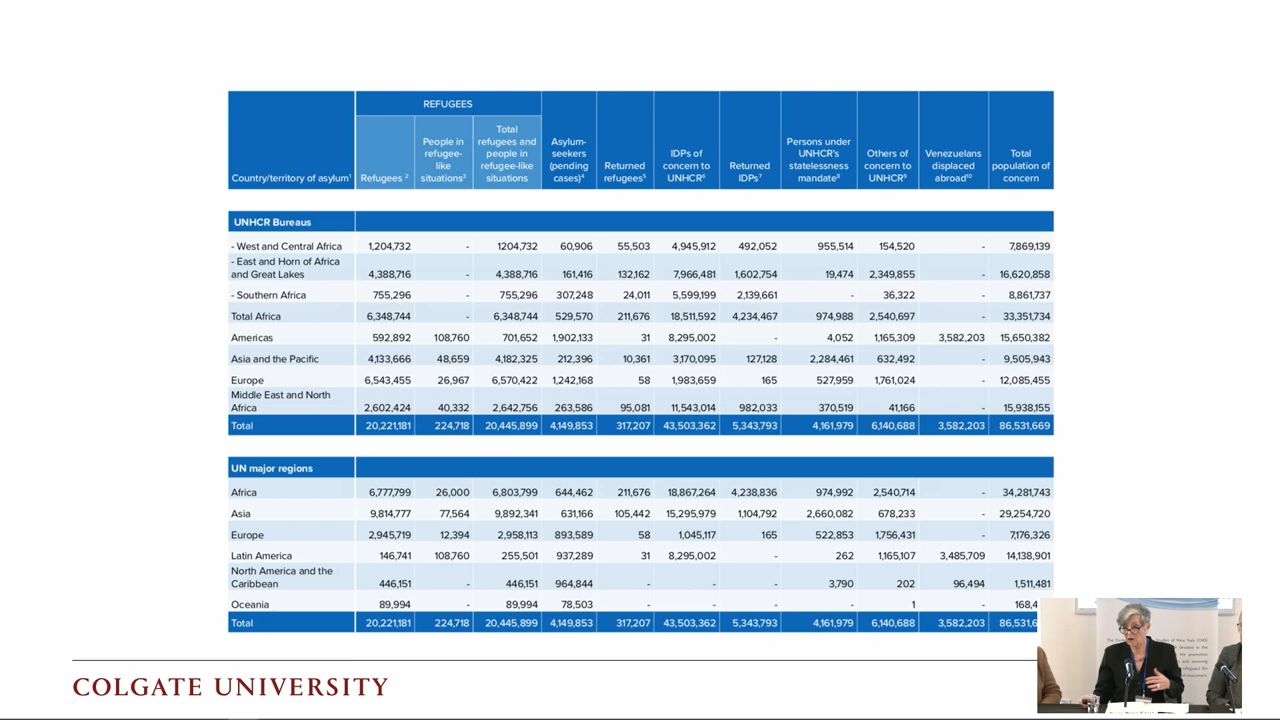 REFUGEES
Country/territory of asylum¹ Refugees ² People in refugee-like situations³ Total refugees and people in refugee-like situations Asylum-seekers (pending cases)⁴ Returned refugees⁵ IDPs of concern to UNHCR⁶ Returned IDPs⁷ Persons under UNHCR's statelessness mandate⁸ Others of concern to UNHCR⁹ Venezuelans displaced abroad¹⁰ Total population of concern
UNHCR Bureaus
- West and Central Africa 1,204,732 - 1204,732 60,906 55,503 4,945,912 492,052 955,514 154,520 - 7,869,139
- East and Horn of Africa and Great Lakes 4,388,716 - 4,388,716 161,416 132,162 7,966,481 1,602,754 19,474 2,349,855 - 16,620,858
- Southern Africa 755,296 - 755,296 307,248 24,011 5,599,199 2,139,661 - 36,322 - 8,861,737
Total Africa 6,348,744 - 6,348,744 529,570 211,676 18,511,592 4,234,467 974,988 2,540,697 - 33,351,734
Americas 592,892 108,760 701,652 1,902,133 31 8,295,002 - 4,052 1,165,309 3,582,203 15,650,382
Asia and the Pacific 4,133,666 48,659 4,182,325 212,396 10,361 3,170,095 127,128 2,284,461 632,492 - 9,505,943
Europe 6,543,455 26,967 6,570,422 1,242,168 58 1,983,659 165 527,959 1,761,024 - 12,085,455
Middle East and North Africa 2,602,424 40,332 2,642,756 263,586 95,081 11,543,014 982,033 370,519 41,166 - 15,938,155
Total 20,221,181 224,718 20,445,899 4,149,853 317,207 43,503,362 5,343,793 4,161,979 6,140,688 3,582,203 86,531,669
UN major regions
Africa 6,777,799 26,000 6,803,799 644,462 211,676 18,867,264 4,238,836 974,992 2,540,714 - 34,281,743
Asia 9,814,777 77,564 9,892,341 631,166 105,442 15,295,979 1,104,792 2,660,082 678,233 - 29,254,720
Europe 2,945,719 12,394 2,958,113 893,589 58 1,045,117 165 522,853 1,756,431 - 7,176,326
Latin America 146,741 108,760 255,501 937,289 31 8,295,002 - 262 1,165,107 3,485,709 14,138,901
North America and the Caribbean 446,151 - 446,151 964,844 - - - 3,790 202 96,494 1,511,481
Oceania 89,994 - 89,994 78,503 - - - - 1 - 168,4
Total 20,221,181 224,718 20,445,899 4,149,853 317,207 43,503,362 5,343,793 4,161,979 6,140,688 3,582,203 86,531,6
COLGATE UNIVERSITY